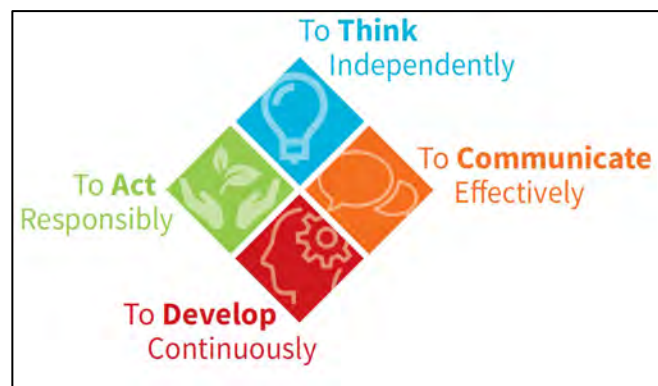 To Think
Independently
To Communicate
Effectively
To Act
Responsibly
To Develop
Continuously